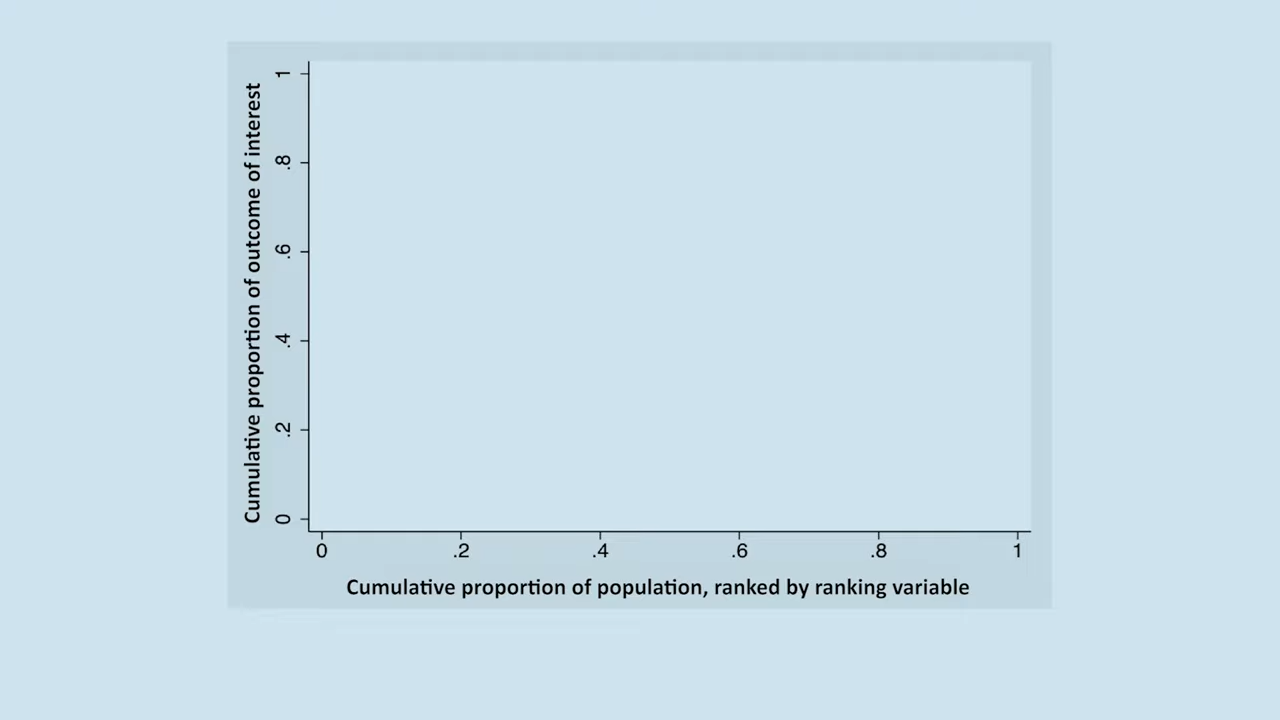 Cumulative proportion of outcome of interest
1
.8
.6
.4
.2
0
0 .2 .4 .6 .8 1
Cumulative proportion of population, ranked by ranking variable